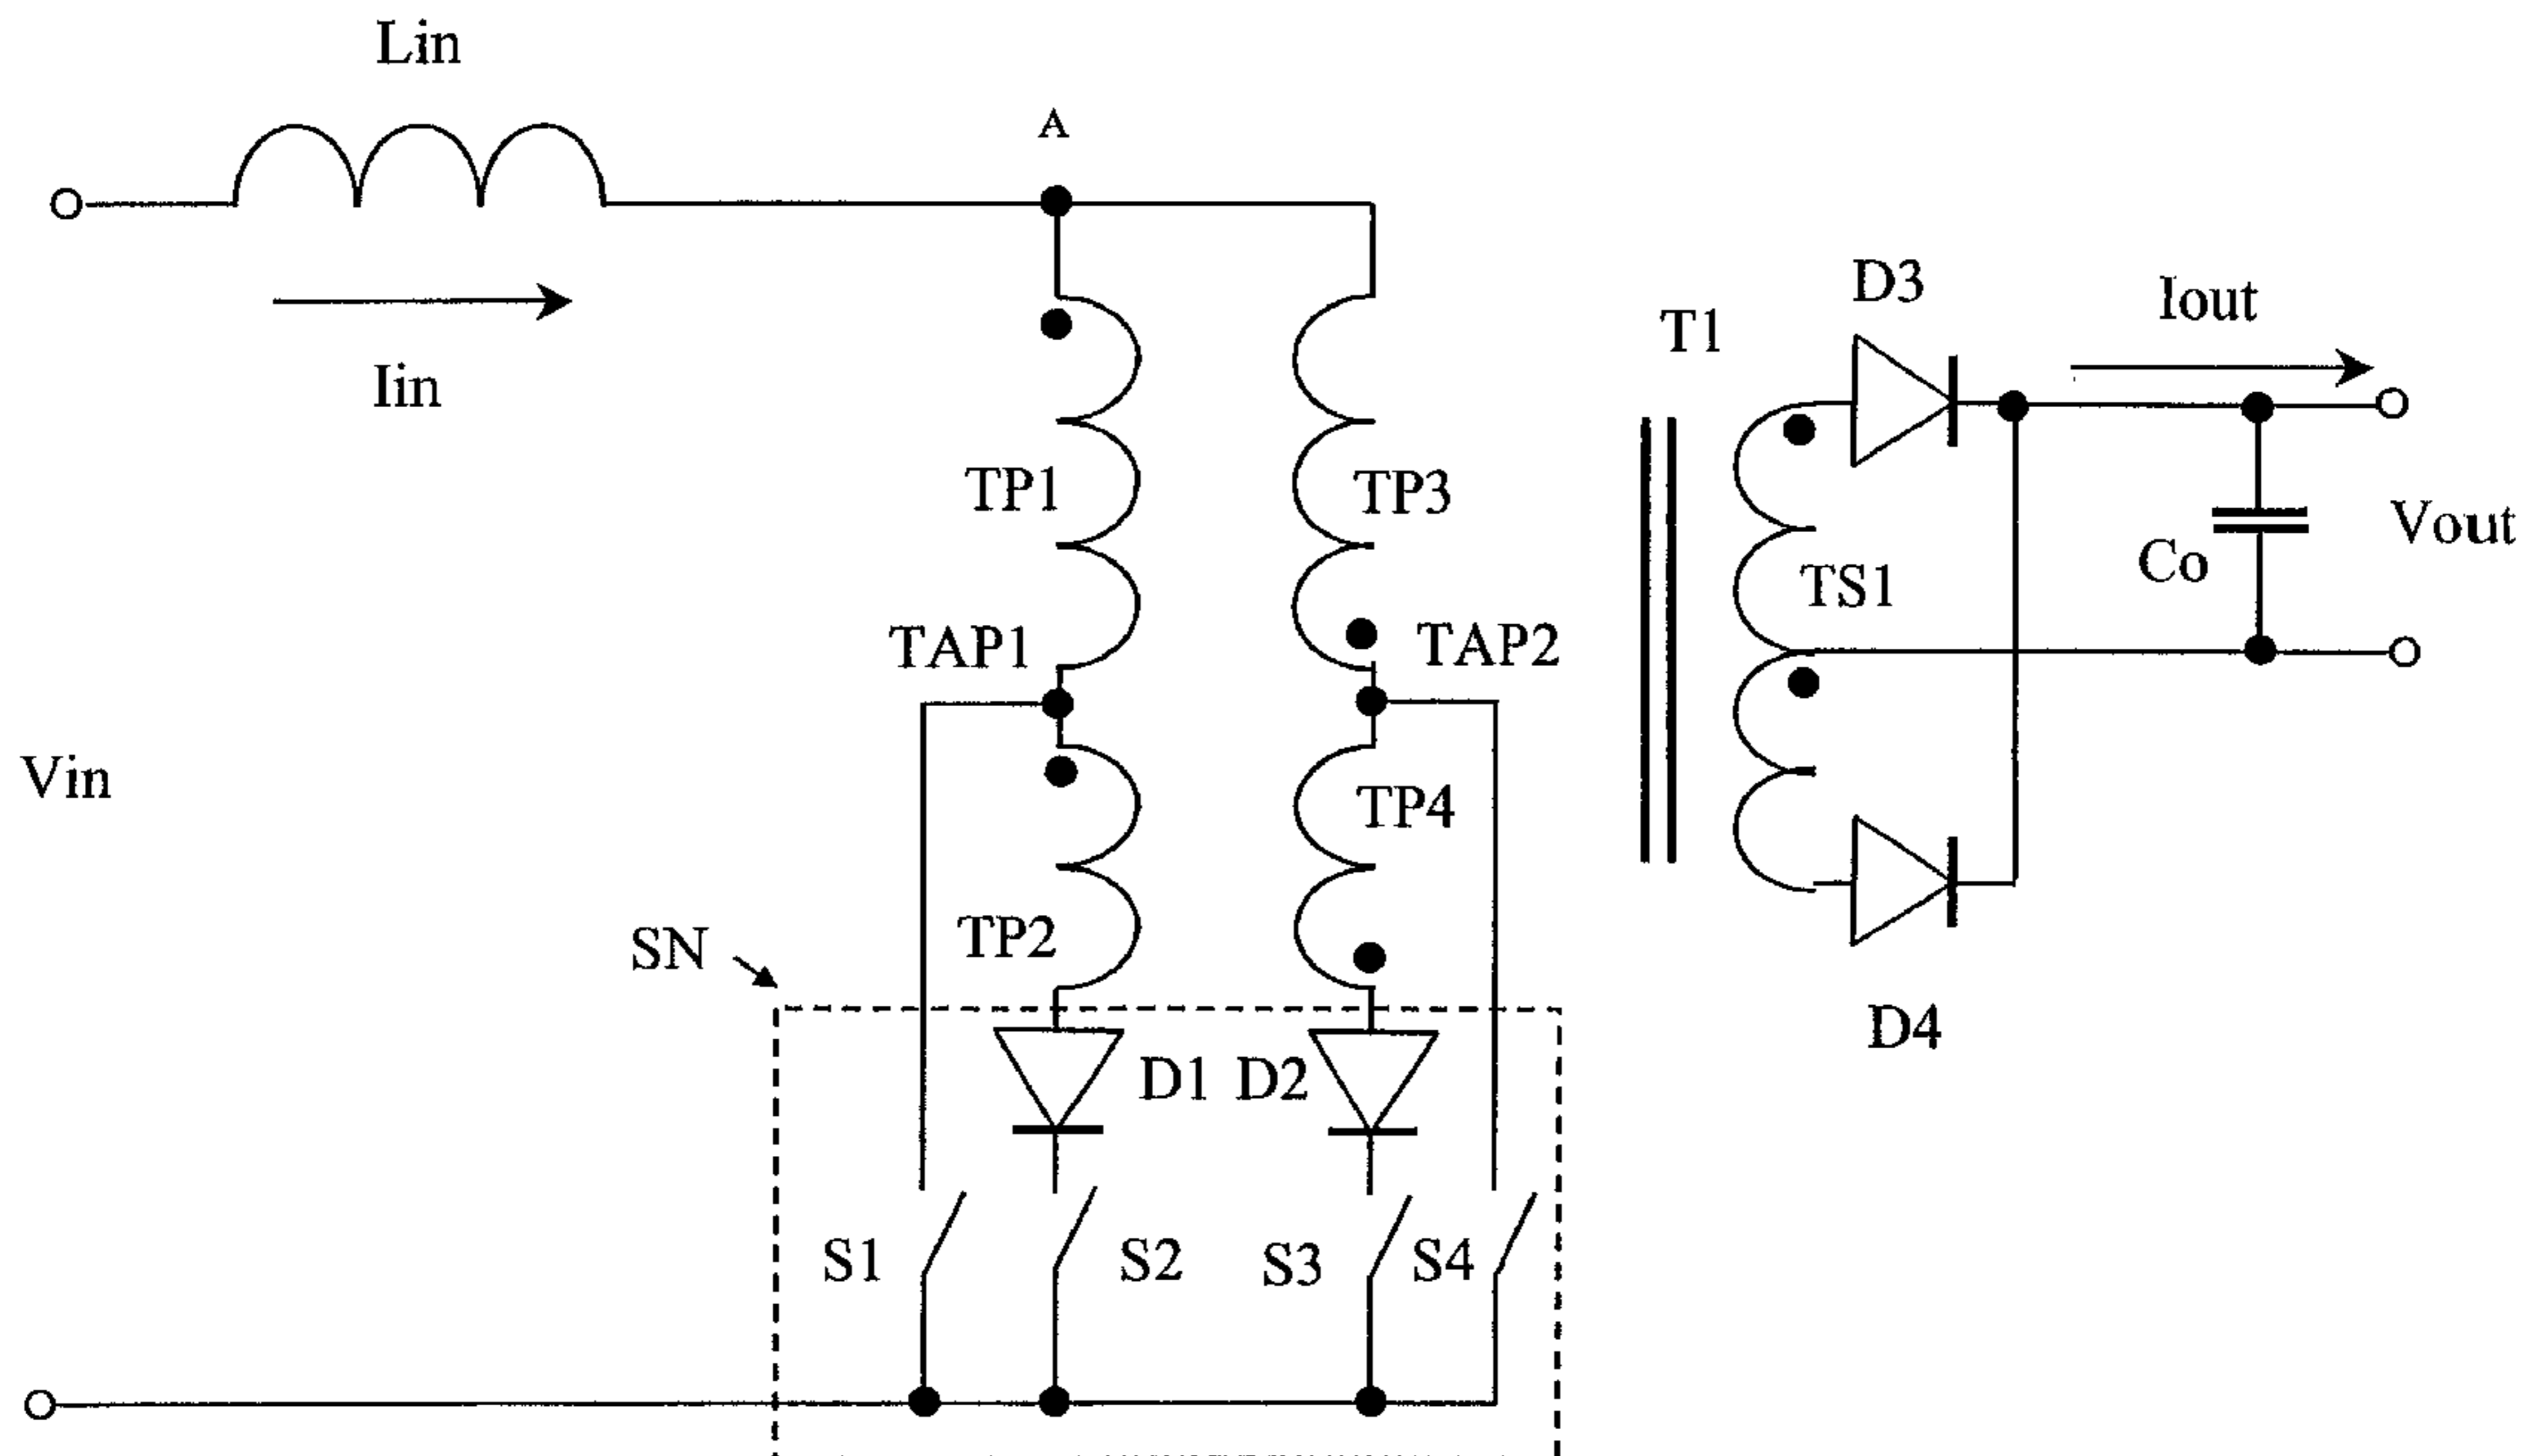 Lin
A
Iin
TP1
TP3
T1
D3
Iout
TS1
Co
Vout
TAP1
TAP2
Vin
TP4
TP2
SN
D1
D2
D4
S1
S2
S3
S4